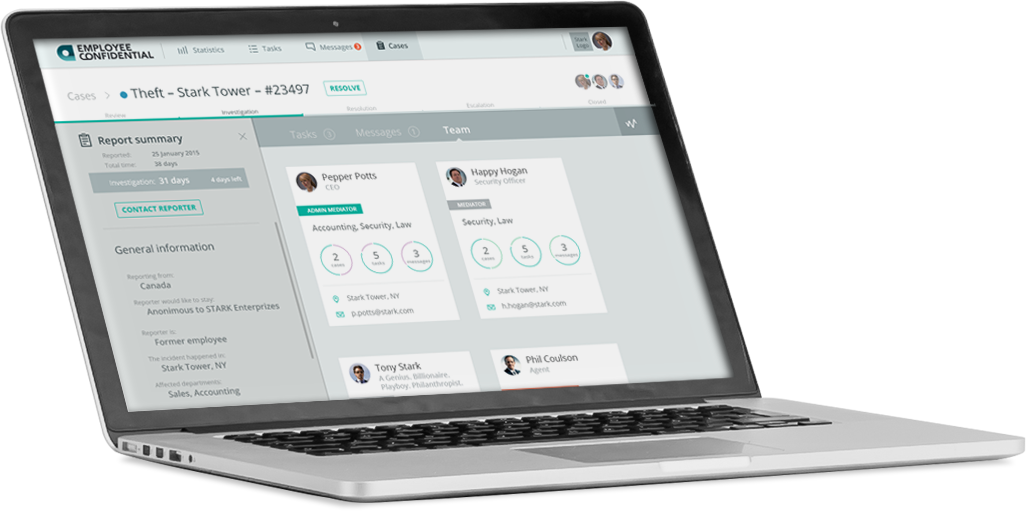 EMPLOYEE
CONFIDENTIAL
Statistics
Tasks
Messages 3
Cases
Stark
Logo
Cases > Theft – Stark Tower – #23497
RESOLVE
Review
Investigation
Resolution
Escalation
Closed
Report summary
Reported: 25 January 2015
Total time: 38 days
Investigation: 31 days 4 days left
CONTACT REPORTER
General information
Reporting from:
Canada
Reporter would like to stay:
Anonimous to STARK Enterprizes
Reporter is:
Former employee
The incident happened in:
Stark Tower, NY
Affected departments:
Sales, Accounting
Tasks 3
Messages 1
Team
Pepper Potts
CEO
ADMIN MEDIATOR
Accounting, Security, Law
2
cases
5
tasks
3
messages
Stark Tower, NY
p.potts@stark.com
Happy Hogan
Security Officer
MEDIATOR
Security, Law
2
cases
5
tasks
3
messages
Stark Tower, NY
h.hogan@stark.com
Tony Stark
A Genius, Billionaire,
Playboy, Philanthropist,
Phil Coulson
Agent